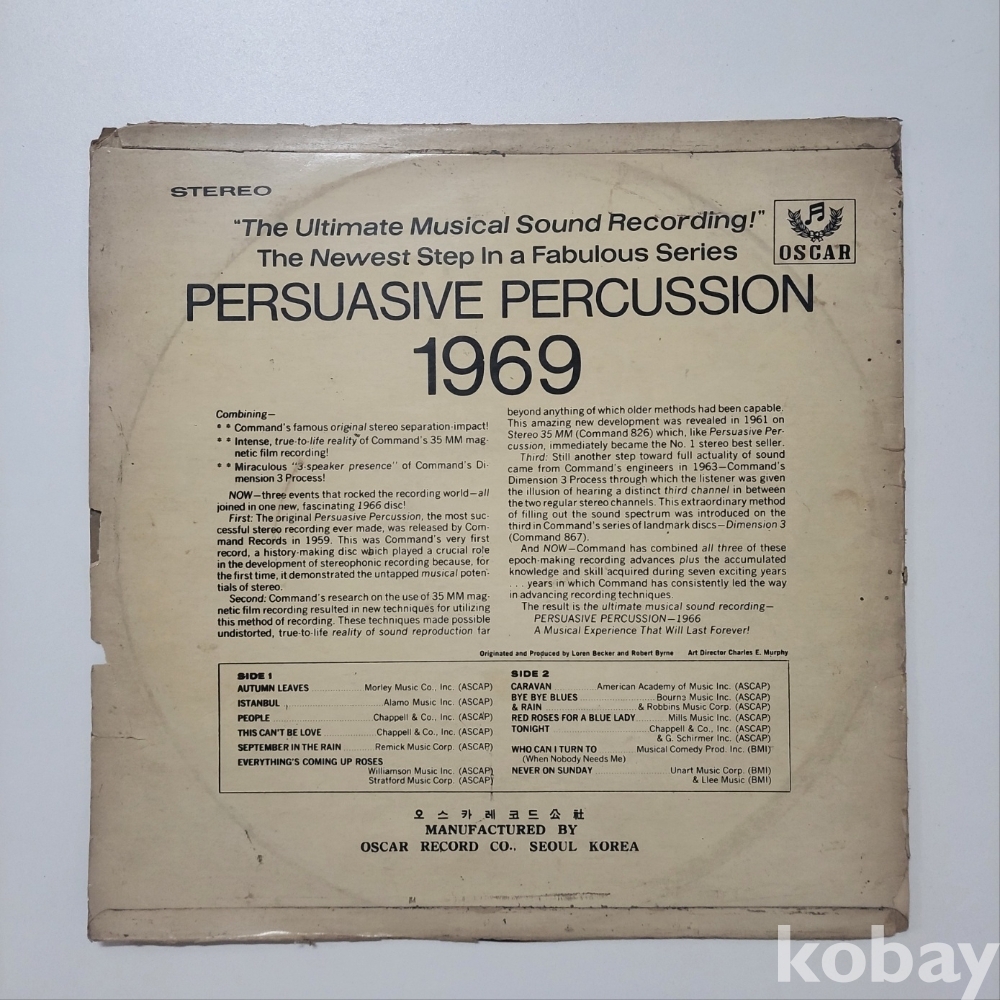 STEREO
"The Ultimate Musical Sound Recording!"
The Newest Step In a Fabulous Series
OSCAR
PERSUASIVE PERCUSSION
1969
Combining—
* * Command's famous original stereo separation-impact!
* * Intense, true-to-life reality of Command's 35 MM mag-
netic film recording!
* * Miraculous "3-speaker presence" of Command's Di-
mension 3 Process!
NOW—three events that rocked the recording world—all
joined in one new, fascinating 1966 disc!
First: The original Persuasive Percussion, the most suc-
cessful stereo recording ever made, was released by Com-
mand Records in 1959. This was Command's very first
record, a history-making disc which played a crucial role
in the development of stereophonic recording because, for
the first time, it demonstrated the untapped musical poten-
tials of stereo.
Second: Command's research on the use of 35 MM mag-
netic film recording resulted in new techniques for utilizing
this method of recording. These techniques made possible
undistorted, true-to-life reality of sound reproduction far
beyond anything of which older methods had been capable.
This amazing new development was revealed in 1961 on
Stereo 35 MM (Command 826) which, like Persuasive Per-
cussion, immediately became the No. 1 stereo best seller.
Third: Still another step toward full actuality of sound
came from Command's engineers in 1963—Command's
Dimension 3 Process through which the listener was given
the illusion of hearing a distinct third channel in between
the two regular stereo channels. This extraordinary method
of filling out the sound spectrum was introduced on the
third in Command's series of landmark discs—Dimension 3
(Command 867).
And NOW—Command has combined all three of these
epoch-making recording advances plus the accumulated
knowledge and skill acquired during seven exciting years
. . . years in which Command has consistently led the way
in advancing recording techniques.
The result is the ultimate musical sound recording—
PERSUASIVE PERCUSSION—1966
A Musical Experience That Will Last Forever!
Originated and Produced by Loren Becker and Robert Byrne Art Director Charles E. Murphy
SIDE 1
AUTUMN LEAVES Morley Music Co., Inc. (ASCAP)
ISTANBUL Alamo Music Inc. (ASCAP)
PEOPLE Chappell & Co., Inc. (ASCAP)
THIS CAN'T BE LOVE Chappell & Co., Inc. (ASCAP)
SEPTEMBER IN THE RAIN Remick Music Corp. (ASCAP)
EVERYTHING'S COMING UP ROSES
Williamson Music Inc. (ASCAP)
Stratford Music Corp. (ASCAP)
SIDE 2
CARAVAN American Academy of Music Inc. (ASCAP)
BYE BYE BLUES Bourne Music Inc. (ASCAP)
& RAIN & Robbins Music Corp. (ASCAP)
RED ROSES FOR A BLUE LADY Mills Music Inc. (ASCAP)
TONIGHT Chappell & Co., Inc. (ASCAP)
& G. Schirmer Inc. (ASCAP)
WHO CAN I TURN TO Musical Comedy Prod. Inc. (BMI)
(When Nobody Needs Me)
NEVER ON SUNDAY Unart Music Corp. (BMI)
& Llee Music (BMI)
오스카레코드公社
MANUFACTURED BY
OSCAR RECORD CO., SEOUL KOREA
kobay